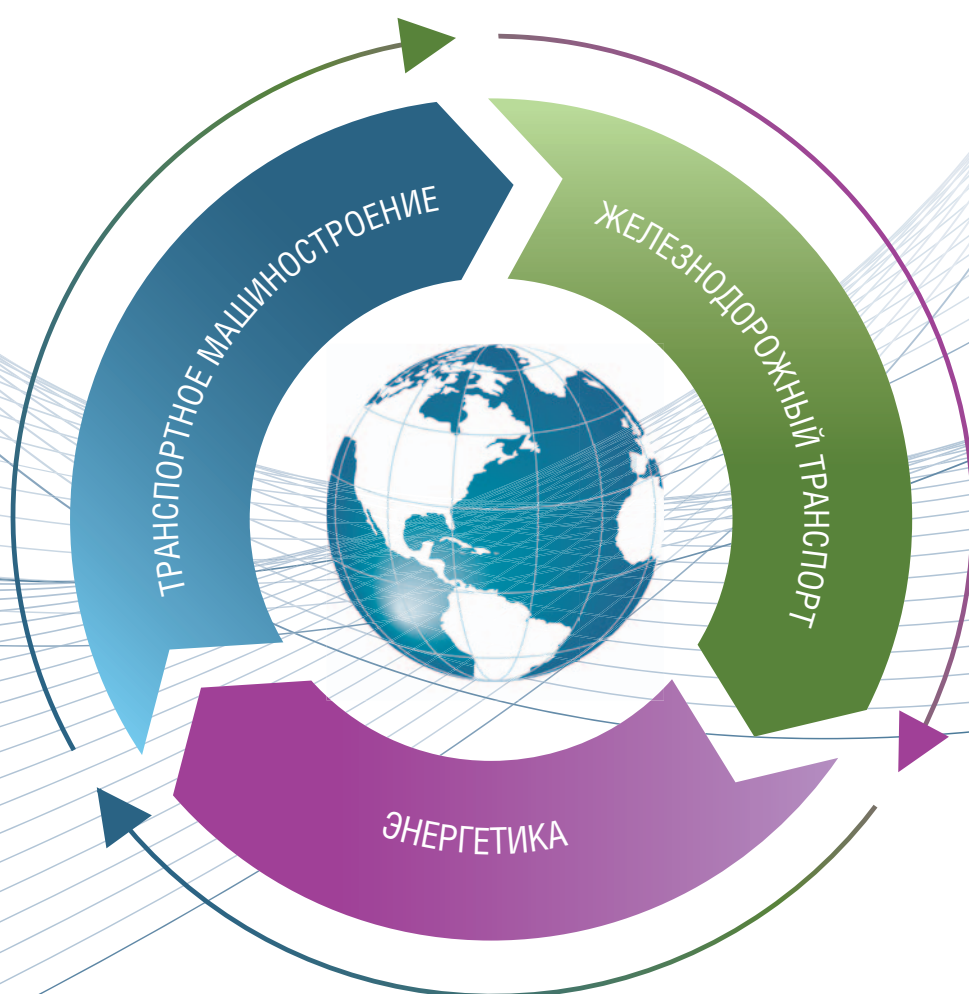 ТРАНСПОРТНОЕ МАШИНОСТРОЕНИЕ
ЖЕЛЕЗНОДОРОЖНЫЙ ТРАНСПОРТ
ЭНЕРГЕТИКА